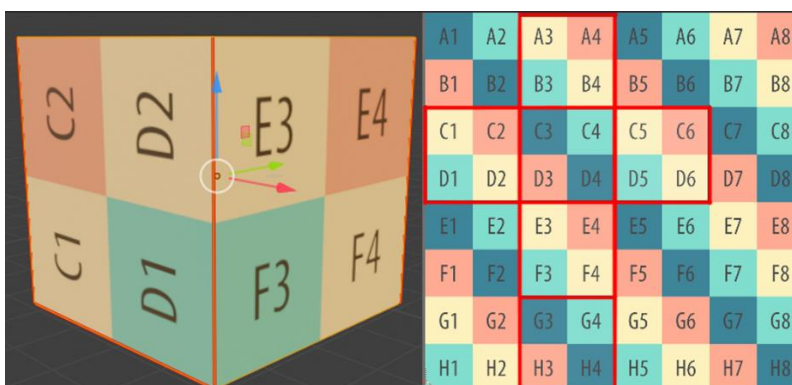 C2 D2 E3 E4
C1 D1 F3 F4
A1 A2 A3 A4 A5 A6 A7 A8
B1 B2 B3 B4 B5 B6 B7 B8
C1 C2 C3 C4 C5 C6 C7 C8
D1 D2 D3 D4 D5 D6 D7 D8
E1 E2 E3 E4 E5 E6 E7 E8
F1 F2 F3 F4 F5 F6 F7 F8
G1 G2 G3 G4 G5 G6 G7 G8
H1 H2 H3 H4 H5 H6 H7 H8